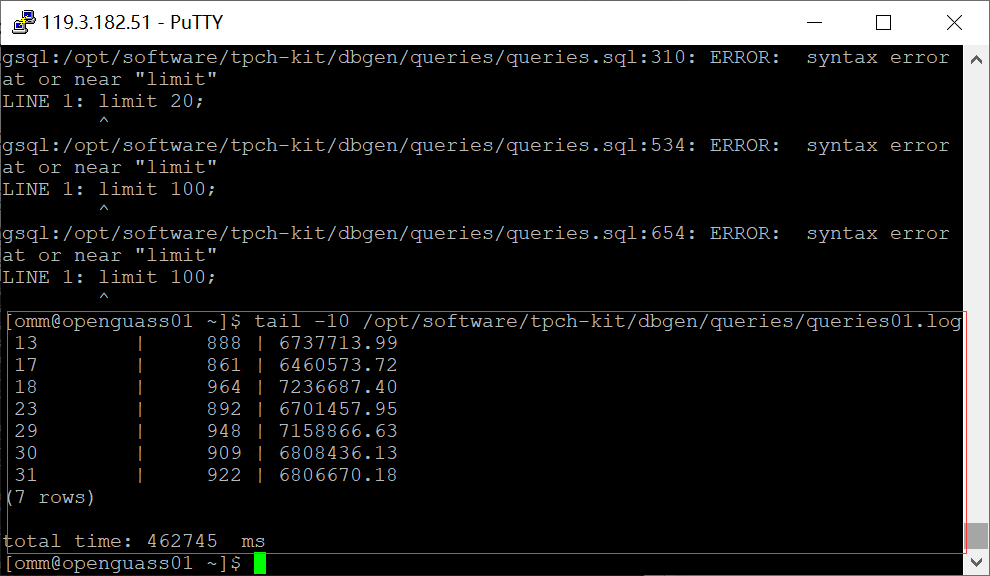 119.3.182.51 - PuTTY
gsql:/opt/software/tpch-kit/dbgen/queries/queries.sql:310: ERROR:  syntax error
at or near "limit"
LINE 1: limit 20;
        ^
gsql:/opt/software/tpch-kit/dbgen/queries/queries.sql:534: ERROR:  syntax error
at or near "limit"
LINE 1: limit 100;
        ^
gsql:/opt/software/tpch-kit/dbgen/queries/queries.sql:654: ERROR:  syntax error
at or near "limit"
LINE 1: limit 100;
        ^
[omm@openguass01 ~]$ tail -10 /opt/software/tpch-kit/dbgen/queries/queries01.log
 13        |     888 | 6737713.99
 17        |     861 | 6460573.72
 18        |     964 | 7236687.40
 23        |     892 | 6701457.95
 29        |     948 | 7158866.63
 30        |     909 | 6808436.13
 31        |     922 | 6806670.18
(7 rows)
total time: 462745  ms
[omm@openguass01 ~]$